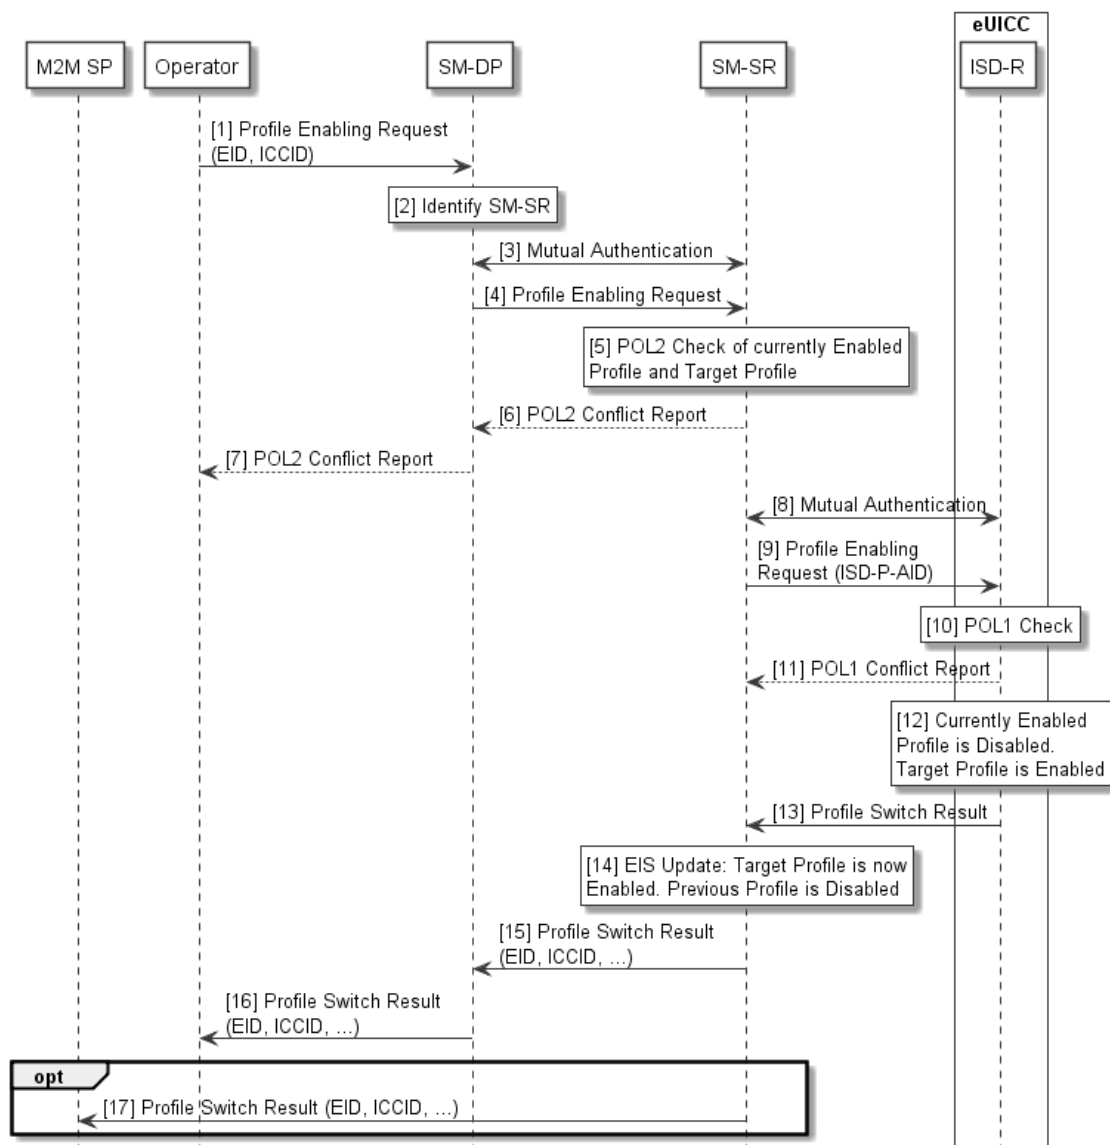 eUICC
M2M SP
Operator
SM-DP
SM-SR
ISD-R
[1] Profile Enabling Request
(EID, ICCID)
[2] Identify SM-SR
[3] Mutual Authentication
[4] Profile Enabling Request
[5] POL2 Check of currently Enabled
Profile and Target Profile
[6] POL2 Conflict Report
[7] POL2 Conflict Report
[8] Mutual Authentication
[9] Profile Enabling
Request (ISD-P-AID)
[10] POL1 Check
[11] POL1 Conflict Report
[12] Currently Enabled
Profile is Disabled.
Target Profile is Enabled
[13] Profile Switch Result
[14] EIS Update: Target Profile is now
Enabled. Previous Profile is Disabled
[15] Profile Switch Result
(EID, ICCID, ...)
[16] Profile Switch Result
(EID, ICCID, ...)
opt
[17] Profile Switch Result (EID, ICCID, ...)